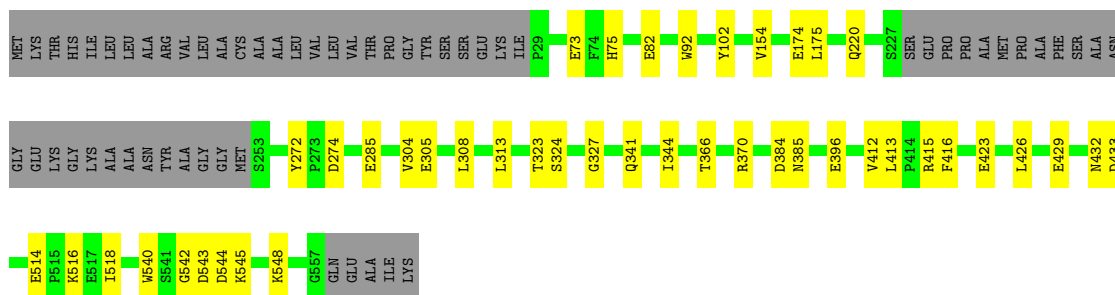 MET LYS THR HIS ILE LEU LEU ALA ARG VAL LEU ALA CYS ALA ALA LEU VAL LEU VAL THR PRO GLY TYR SER SER GLU LYS ILE P29 E73 F74 H75 E82 W92 Y102 V154 E174 L175 Q220 S227 SER GLU PRO PRO ALA MET PRO ALA PHE SER ALA ASN
GLY GLU LYS GLY LYS ALA ALA ASN TYR ALA GLY GLY MET S253 Y272 P273 D274 E285 V304 E305 L308 L313 T323 S324 G327 Q341 I344 T366 R370 D384 N385 E396 V412 L413 P414 R415 F416 E423 L426 E429 N432
E514 P515 K516 E517 I518 W540 S541 G542 D543 D544 K545 K548 G557 GLN GLU ALA ILE LYS